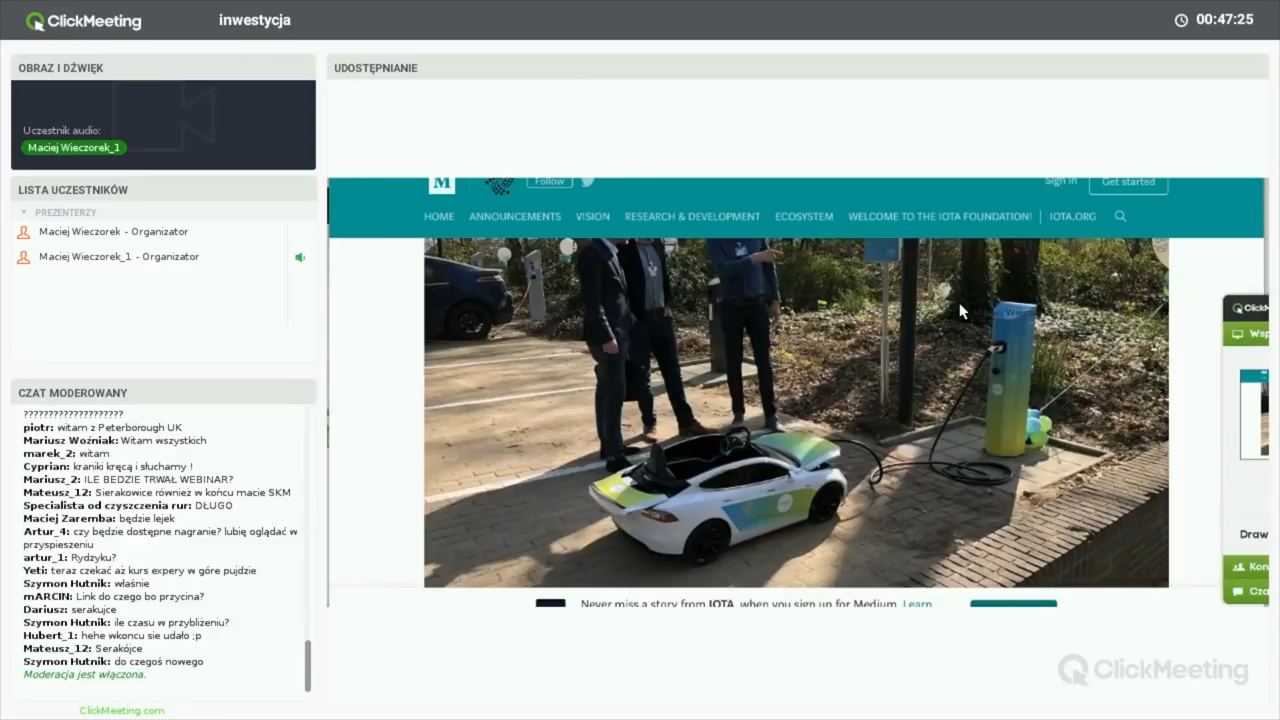 ClickMeeting
inwestycja
00:47:25
OBRAZ I DŹWIĘK
Uczestnik audio:
Maciej Wieczorek_1
LISTA UCZESTNIKÓW
PREZENTERZY
Maciej Wieczorek - Organizator
Maciej Wieczorek_1 - Organizator
CZAT MODEROWANY
????????????????????
piotr: witam z Peterborough UK
Mariusz Woźniak: Witam wszystkich
marek_2: witam
Cyprian: kraniki kręcą i słuchamy !
Mariusz_2: ILE BEDZIE TRWAŁ WEBINAR?
Mateusz_12: Sierakowice również w końcu macie SKM
Specialista od czyszczenia rur: DŁUGO
Maciej Zaremba: będzie lejek
Artur_4: czy będzie dostępne nagranie? lubię oglądać w
przyspieszeniu
artur_1: Rydzyku?
Yeti: teraz czekać aż kurs expery w góre pujdzie
Szymon Hutnik: właśnie
mARCIN: Link do czego bo przycina?
Dariusz: serakujce
Szymon Hutnik: ile czasu w przybliżeniu?
Hubert_1: hehe wkoncu sie udało ;p
Mateusz_12: Serakójce
Szymon Hutnik: do czegoś nowego
Moderacja jest włączona.
ClickMeeting.com
UDOSTĘPNIANIE
M
Follow
Sign in
Get started
HOME ANNOUNCEMENTS VISION RESEARCH & DEVELOPMENT ECOSYSTEM WELCOME TO THE IOTA FOUNDATION! IOTA.ORG
Never miss a story from IOTA, when you sign up for Medium. Learn
Draw
ClickMeeting